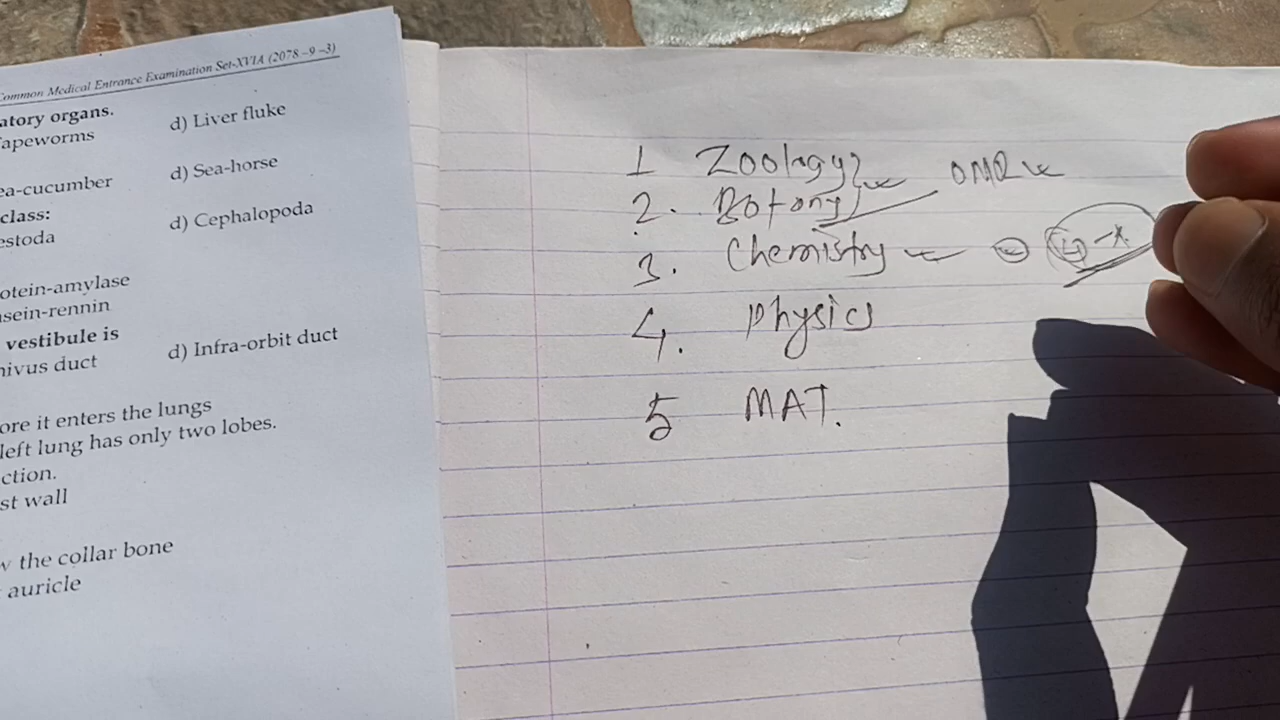 Common Medical Entrance Examination Set-XVIA (2078-9-3)
atory organs.
Tapeworms d) Liver fluke
ea-cucumber d) Sea-horse
class:
estoda d) Cephalopoda
otein-amylase
asein-rennin
vestibule is
nivus duct d) Infra-orbit duct
ore it enters the lungs
left lung has only two lobes.
ction.
st wall
w the collar bone
auricle
1 Zoology OMR
2. Botony
3. Chemistry
4. Physics
5 MAT.